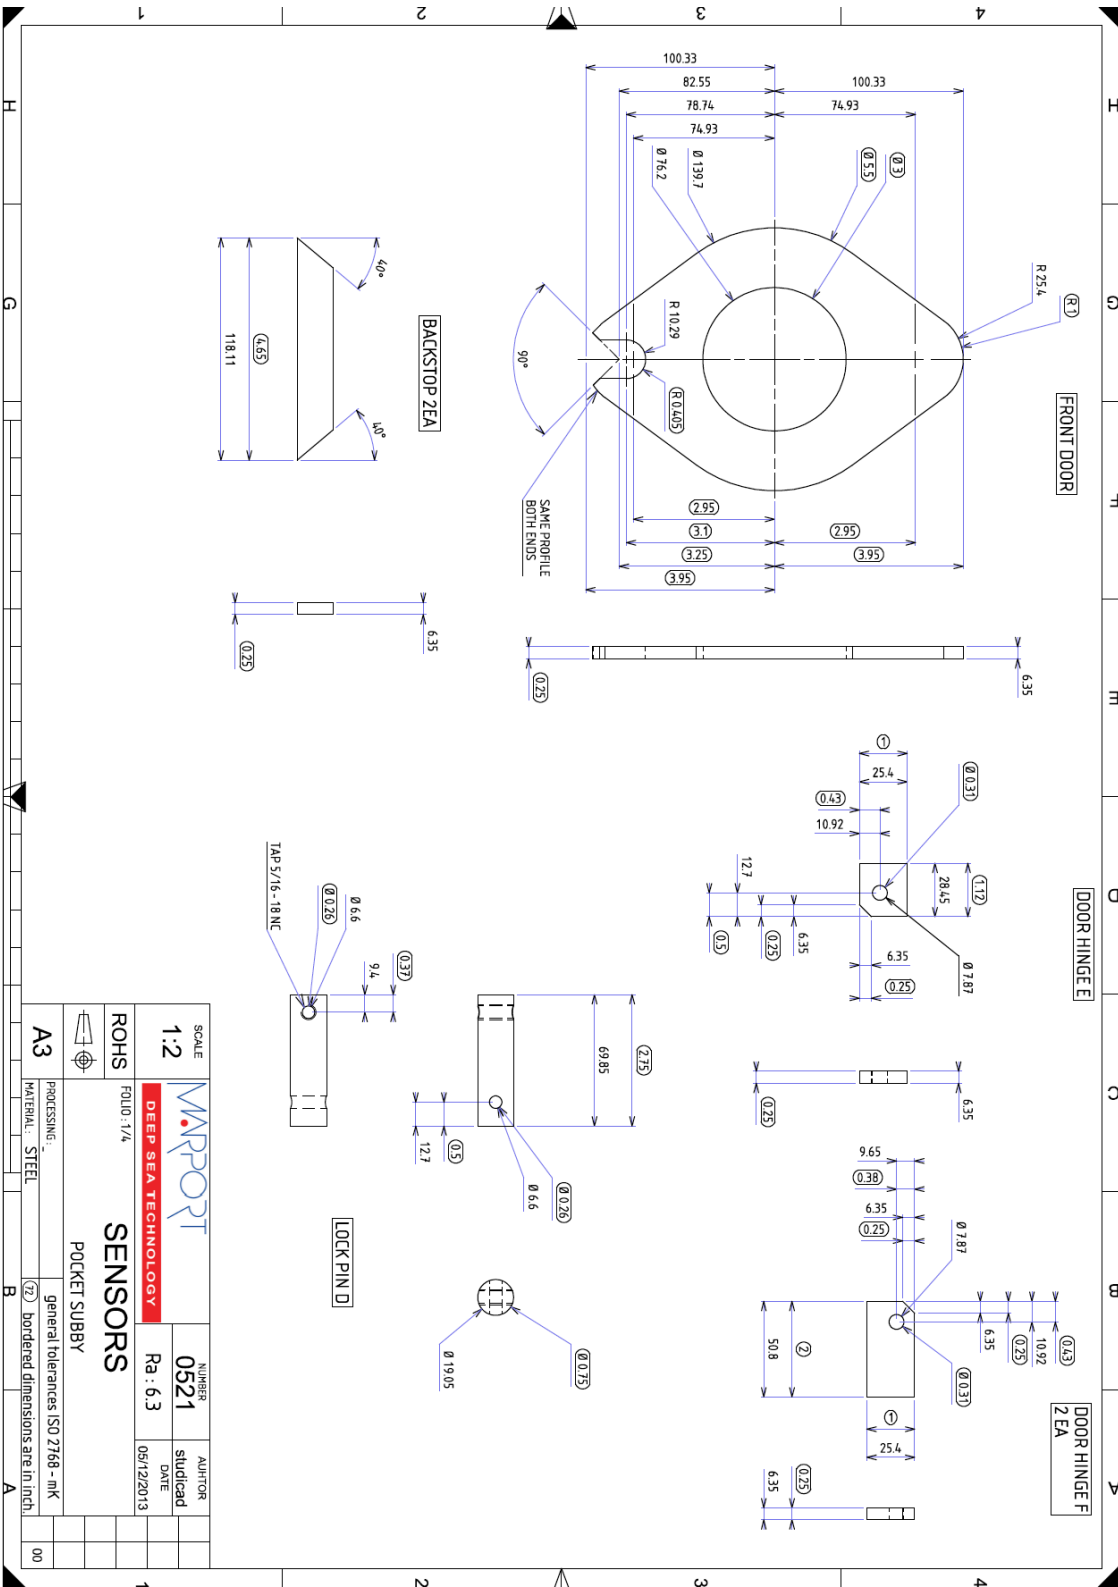 4
3
2
1
H
G
F
E
D
C
B
A
FRONT DOOR
100.33
82.55
78.74
74.93
100.33
74.93
Ø 76.2
Ø 139.7
Ø 5.5
Ø 3
R 25.4
R 1
R 10.29
R 0.405
90°
SAME PROFILE
BOTH ENDS
2.95
3.1
3.25
3.95
2.95
3.95
6.35
0.25
BACKSTOP 2EA
40°
40°
4.65
118.11
6.35
0.25
DOOR HINGE E
1
25.4
0.43
10.92
Ø 0.31
1.12
28.45
12.7
0.5
0.25
6.35
6.35
0.25
Ø 7.87
6.35
0.25
DOOR HINGE F
2 EA
9.65
0.38
6.35
0.25
Ø 7.87
0.43
10.92
0.25
6.35
Ø 0.31
2
50.8
1
25.4
0.25
6.35
LOCK PIN D
TAP 5/16 - 18 NC
Ø 0.26
Ø 6.6
9.4
0.37
2.75
69.85
0.5
12.7
Ø 0.26
Ø 6.6
Ø 0.75
Ø 19.05
SCALE
1:2
ROHS
A3
MARPORT
DEEP SEA TECHNOLOGY
FOLIO : 1/4
SENSORS
POCKET SUBBY
PROCESSING : -
MATERIAL : STEEL
NUMBER
0521
Ra : 6.3
AUHTOR
studicad
DATE
05/12/2013
general tolerances ISO 2768 - mK
72 bordered dimensions are in inch.
00